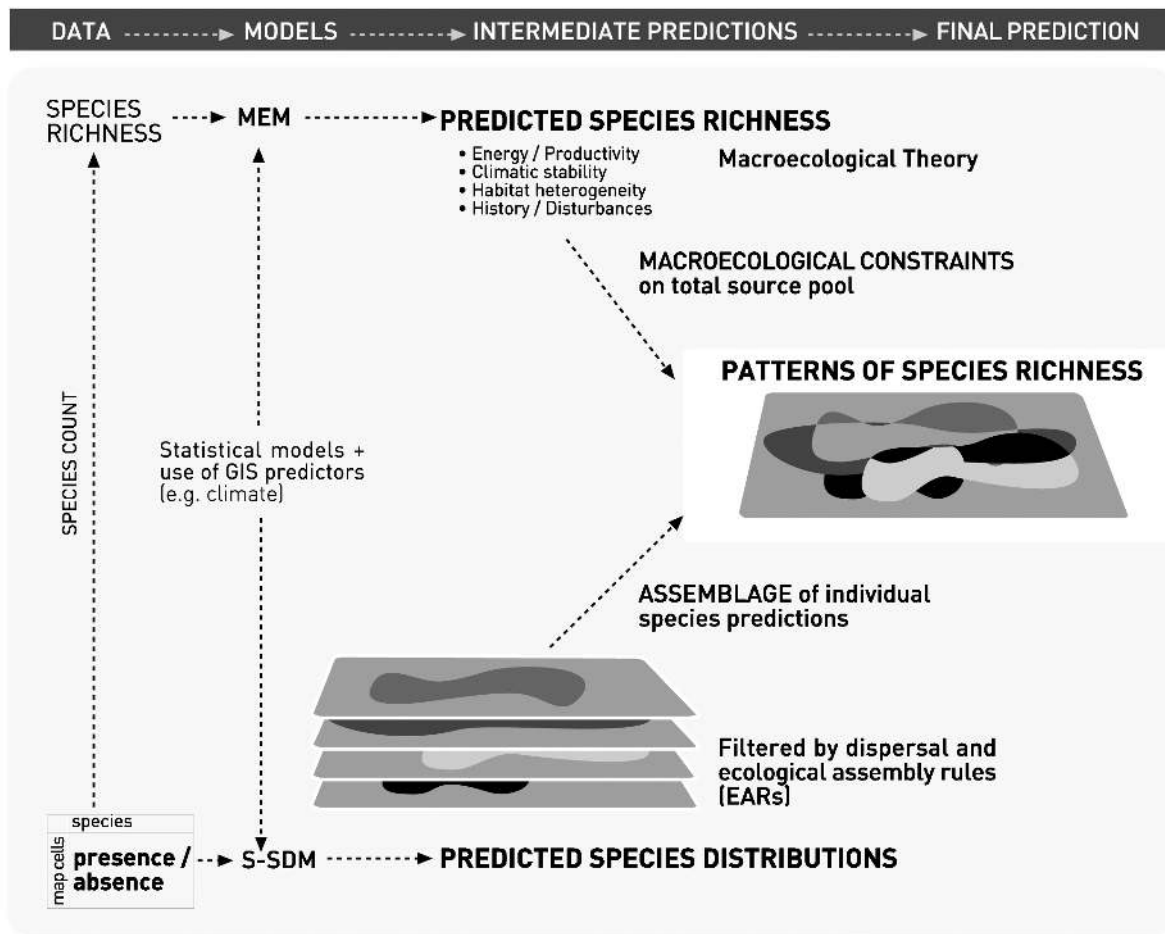 DATA MODELS INTERMEDIATE PREDICTIONS FINAL PREDICTION
SPECIES
RICHNESS
MEM
PREDICTED SPECIES RICHNESS
• Energy / Productivity
• Climatic stability
• Habitat heterogeneity
• History / Disturbances
Macroecological Theory
MACROECOLOGICAL CONSTRAINTS
on total source pool
PATTERNS OF SPECIES RICHNESS
SPECIES COUNT
Statistical models +
use of GIS predictors
(e.g. climate)
ASSEMBLAGE of individual
species predictions
Filtered by dispersal and
ecological assembly rules
(EARs)
species
map cells
presence /
absence
S-SDM
PREDICTED SPECIES DISTRIBUTIONS